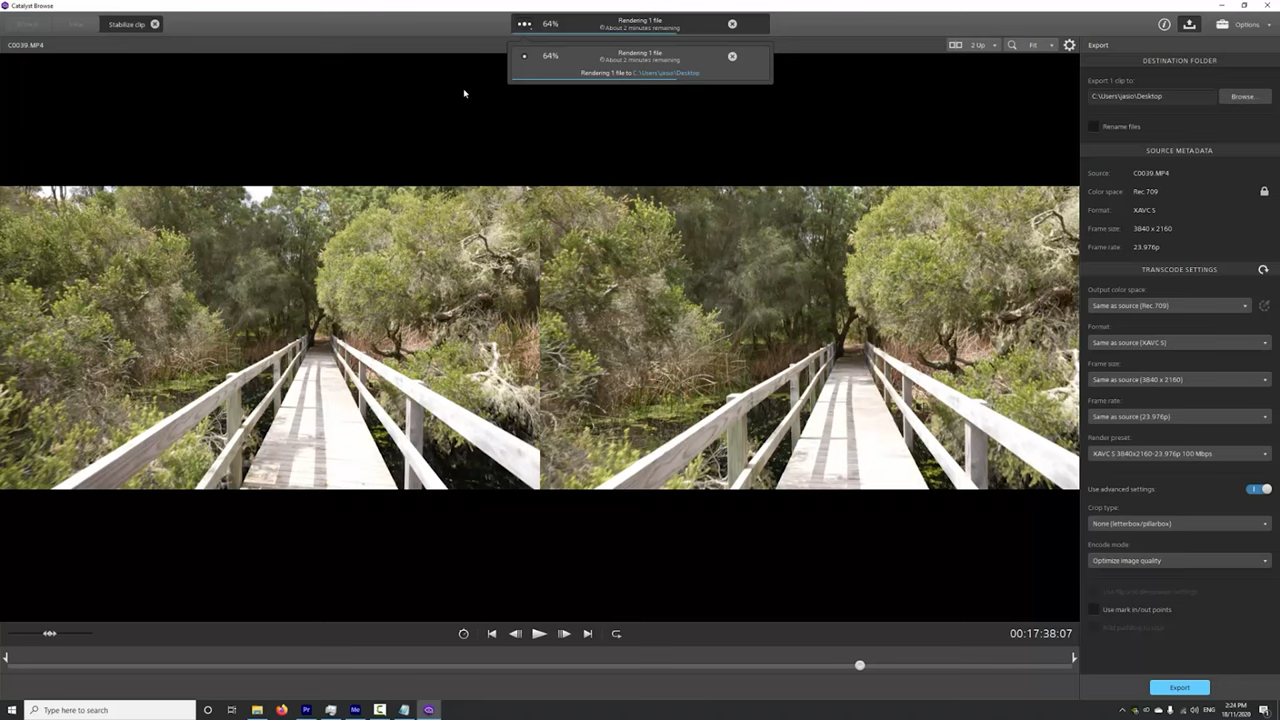 Catalyst Browse
Stabilize clip
64%
Rendering 1 file
About 2 minutes remaining
Options
C0039.MP4
64%
Rendering 1 file
About 2 minutes remaining
Rendering 1 file to C:\Users\jasio\Desktop
2 Up
Fit
Export
DESTINATION FOLDER
Export 1 clip to:
C:\Users\jasio\Desktop
Browse...
Rename files
SOURCE METADATA
Source: C0039.MP4
Color space: Rec.709
Format: XAVC S
Frame size: 3840 x 2160
Frame rate: 23.976p
TRANSCODE SETTINGS
Output color space:
Same as source (Rec.709)
Format:
Same as source (XAVC S)
Frame size:
Same as source (3840 x 2160)
Frame rate:
Same as source (23.976p)
Render preset:
XAVC S 3840x2160-23.976p 100 Mbps
Use advanced settings
Crop type:
None (letterbox/pillarbox)
Encode mode:
Optimize image quality
Use mark in/out points
00:17:38:07
Export
Type here to search
Pr
Me
ENG
2:24 PM
18/11/2020